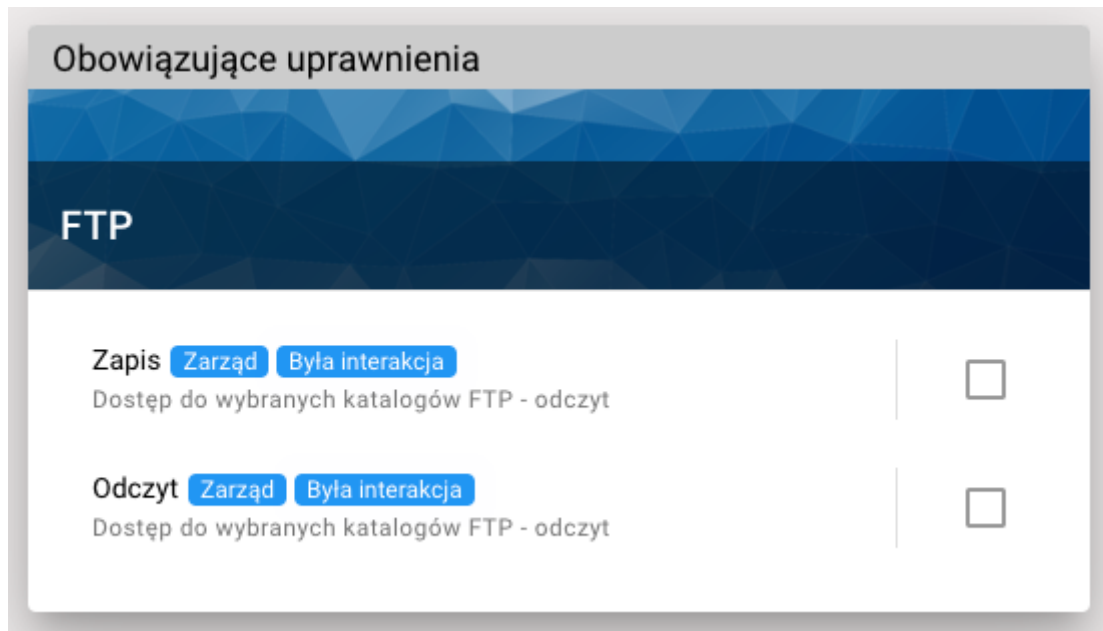 Obowiązujące uprawnienia
FTP
Zapis Zarząd Była interakcja
Dostęp do wybranych katalogów FTP - odczyt
Odczyt Zarząd Była interakcja
Dostęp do wybranych katalogów FTP - odczyt